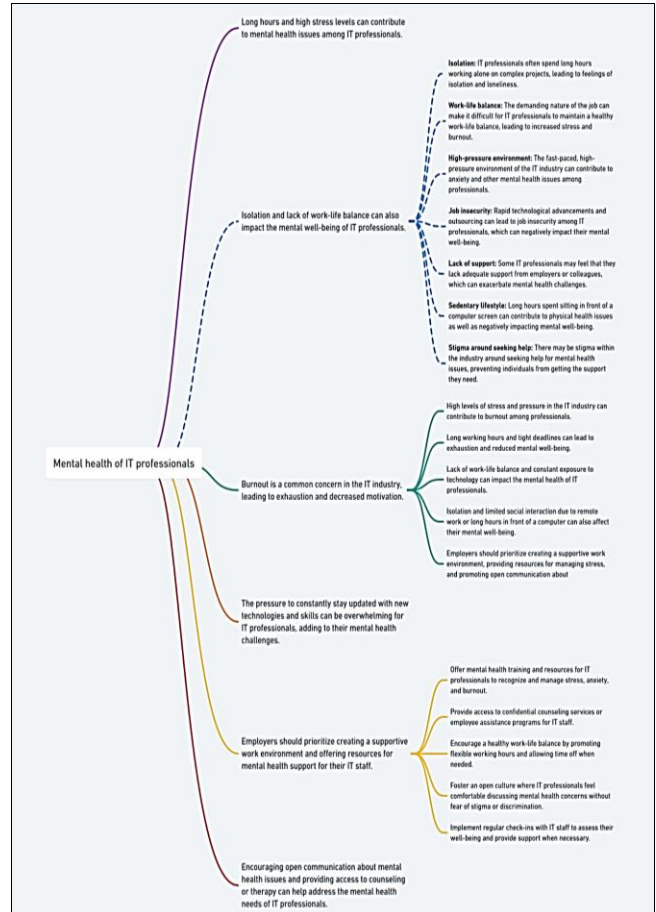 Long hours and high stress levels can contribute
to mental health issues among IT professionals.
Isolation: IT professionals often spend long hours
working alone on complex projects, leading to feelings of
isolation and loneliness.
Work-life balance: The demanding nature of the job can
make it difficult for IT professionals to maintain a healthy
work-life balance, leading to increased stress and
burnout.
High-pressure environment: The fast-paced, high-
pressure environment of the IT industry can contribute to
anxiety and other mental health issues among
professionals.
Isolation and lack of work-life balance can also
impact the mental well-being of IT professionals.
Job insecurity: Rapid technological advancements and
outsourcing can lead to job insecurity among IT
professionals, which can negatively impact their mental
well-being.
Lack of support: Some IT professionals may feel that they
lack adequate support from employers or colleagues,
which can exacerbate mental health challenges.
Sedentary lifestyle: Long hours spent sitting in front of a
computer screen can contribute to physical health issues
as well as negatively impacting mental well-being.
Stigma around seeking help: There may be stigma within
the industry around seeking help for mental health
issues, preventing individuals from getting the support
they need.
Mental health of IT professionals
High levels of stress and pressure in the IT industry can
contribute to burnout among professionals.
Long working hours and tight deadlines can lead to
exhaustion and reduced mental well-being.
Burnout is a common concern in the IT industry,
leading to exhaustion and decreased motivation.
Lack of work-life balance and constant exposure to
technology can impact the mental health of IT
professionals.
Isolation and limited social interaction due to remote
work or long hours in front of a computer can also affect
their mental well-being.
Employers should prioritize creating a supportive work
environment, providing resources for managing stress,
and promoting open communication about
The pressure to constantly stay updated with new
technologies and skills can be overwhelming for
IT professionals, adding to their mental health
challenges.
Offer mental health training and resources for IT
professionals to recognize and manage stress, anxiety,
and burnout.
Provide access to confidential counseling services or
employee assistance programs for IT staff.
Employers should prioritize creating a supportive
work environment and offering resources for
mental health support for their IT staff.
Encourage a healthy work-life balance by promoting
flexible working hours and allowing time off when
needed.
Foster an open culture where IT professionals feel
comfortable discussing mental health concerns without
fear of stigma or discrimination.
Implement regular check-ins with IT staff to assess their
well-being and provide support when necessary.
Encouraging open communication about mental
health issues and providing access to counseling
or therapy can help address the mental health
needs of IT professionals.